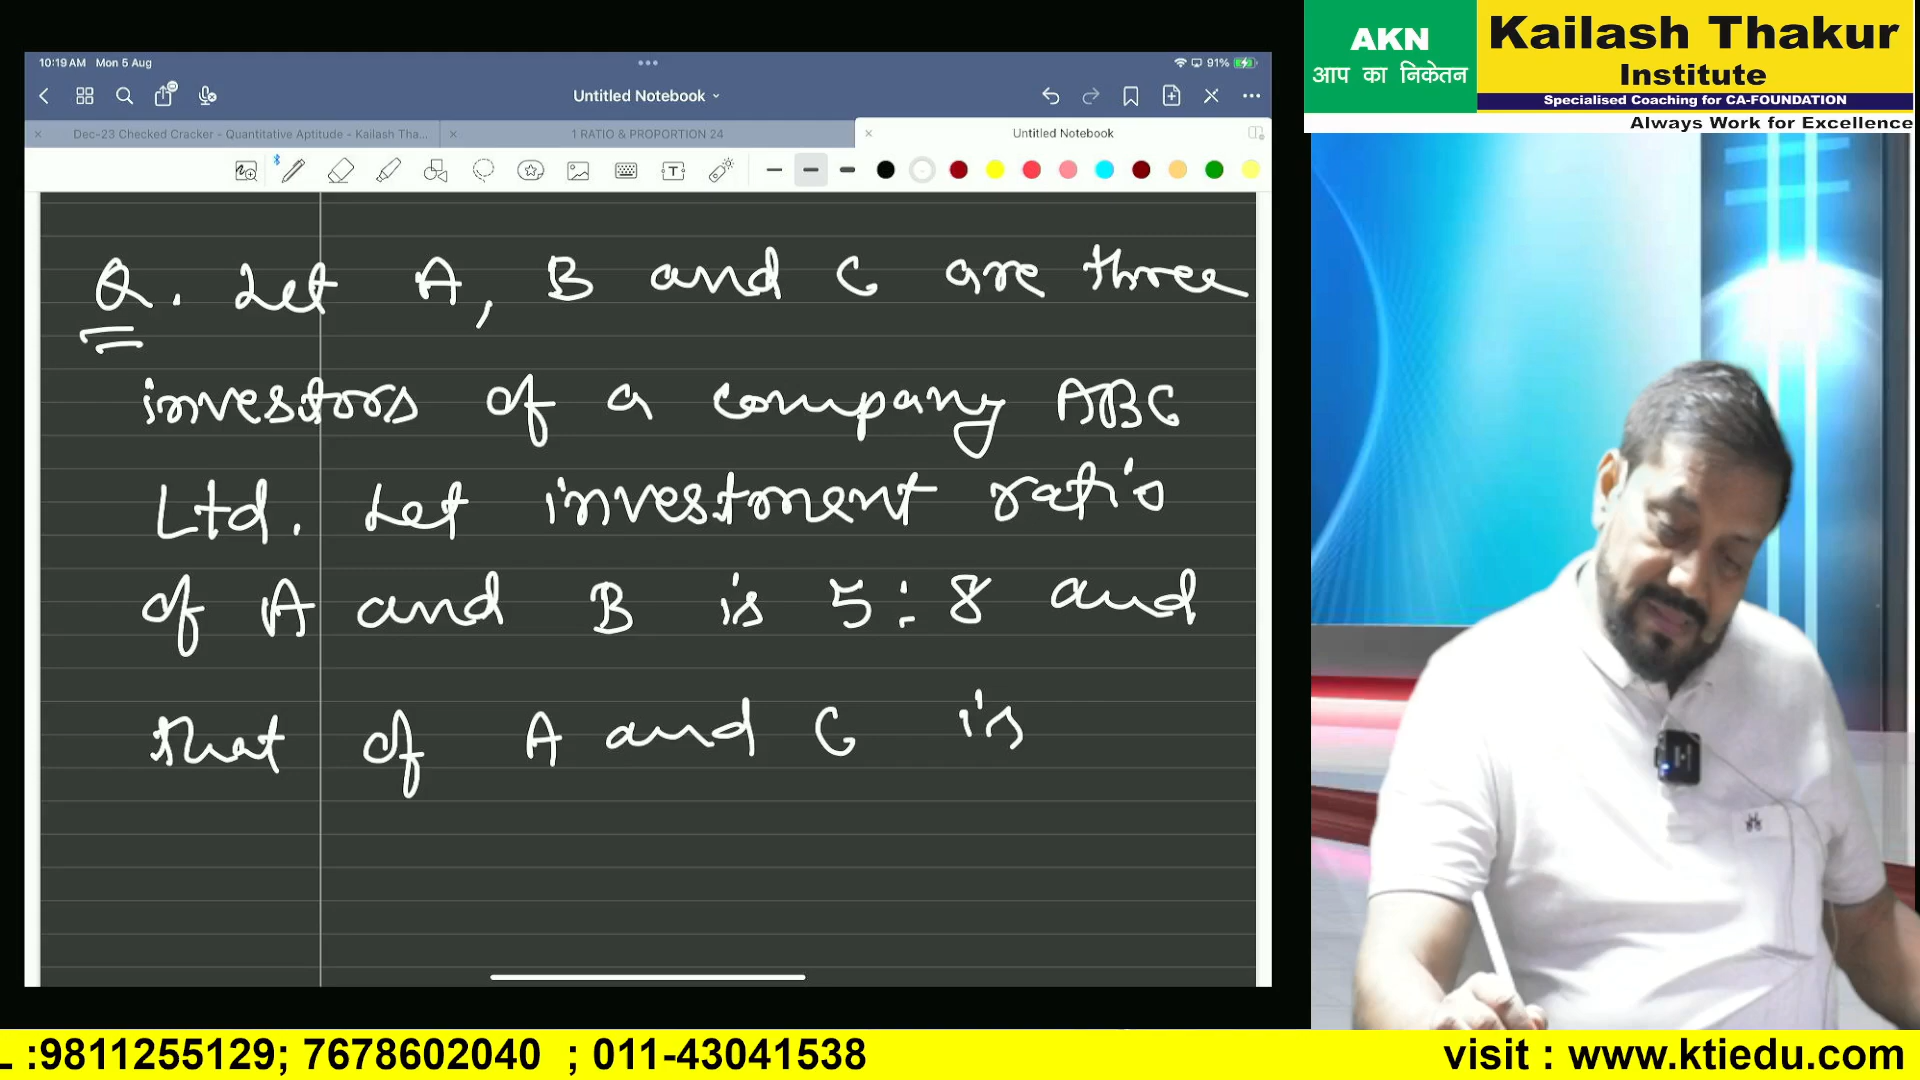 AKN
आप का निकेतन
Kailash Thakur
Institute
Specialised Coaching for CA-FOUNDATION
Always Work for Excellence
10:19 AM Mon 5 Aug
91%
Untitled Notebook
Dec-23 Checked Cracker - Quantitative Aptitude - Kailash Tha...
1 RATIO & PROPORTION 24
Untitled Notebook
Q. Let A, B and C are three
investors of a company ABC
Ltd. Let investment ratio
of A and B is 5:8 and
that of A and C is
:9811255129; 7678602040 ; 011-43041538
visit : www.ktiedu.com